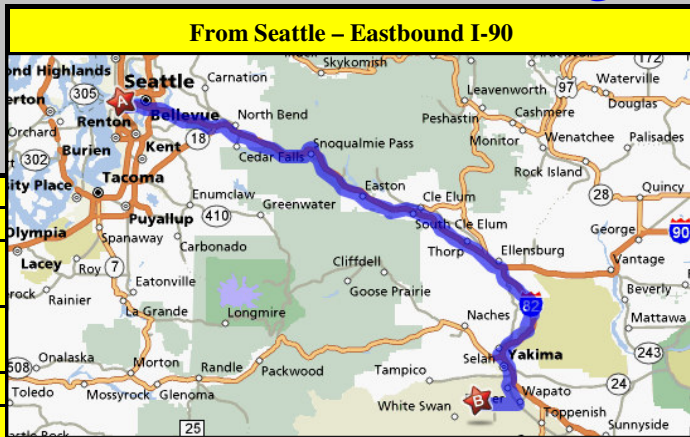 From Seattle – Eastbound I-90
Skykomish
172
Waterville
Carnation
Leavenworth
97
Douglas
305
Seattle
Bellevue
North Bend
Peshastin
Cashmere
Orchard
Renton
Monitor
Wenatchee
Palisades
302
Burien
Kent
18
Cedar Falls
Snoqualmie Pass
Rock Island
Tacoma
Enumclaw
Easton
Cle Elum
28
Quincy
Puyallup
410
Greenwater
South Cle Elum
George
90
Olympia
Spanaway
Carbonado
Thorp
Ellensburg
Lacey
Roy
7
Cliffdell
Vantage
Rainier
Eatonville
Goose Prairie
82
Beverly
La Grande
Longmire
Naches
Mattawa
508
Onalaska
Morton
Randle
Packwood
Selah
Yakima
243
Toledo
Mossyrock
Glenoma
Tampico
Wapato
24
25
White Swan
Toppenish
Sunnyside
A
B